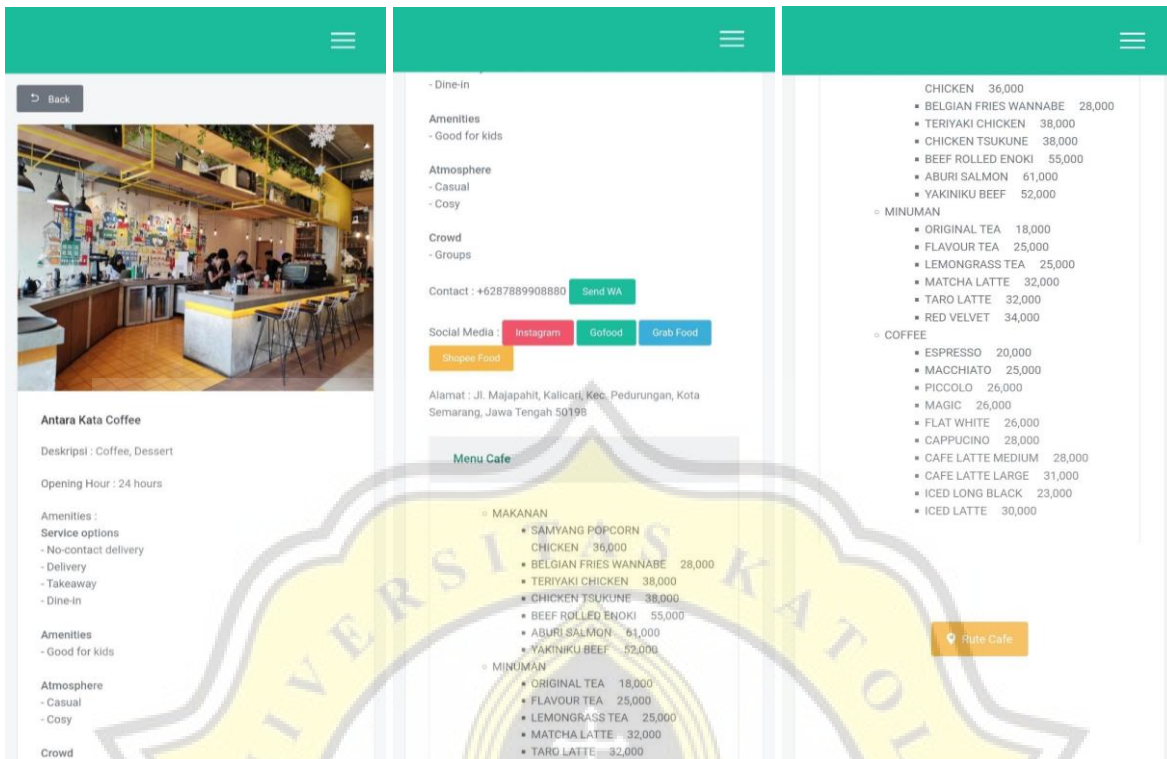 Back
Antara Kata Coffee
Deskripsi : Coffee, Dessert
Opening Hour : 24 hours
Amenities :
Service options
- No-contact delivery
- Delivery
- Takeaway
- Dine-in
Amenities
- Good for kids
Atmosphere
- Casual
- Cosy
Crowd
- Dine-in
Amenities
- Good for kids
Atmosphere
- Casual
- Cosy
Crowd
- Groups
Contact : +6287889908880 Send WA
Social Media : Instagram Gofood Grab Food
Shopee Food
Alamat : Jl. Majapahit, Kalicari, Kec. Pedurungan, Kota
Semarang, Jawa Tengah 50198
Menu Cafe
MAKANAN
SAMYANG POPCORN
CHICKEN 36,000
BELGIAN FRIES WANNABE 28,000
TERIYAKI CHICKEN 38,000
CHICKEN TSUKUNE 38,000
BEEF ROLLED ENOKI 55,000
ABURI SALMON 61,000
YAKINIKU BEEF 52,000
MINUMAN
ORIGINAL TEA 18,000
FLAVOUR TEA 25,000
LEMONGRASS TEA 25,000
MATCHA LATTE 32,000
TARO LATTE 32,000
CHICKEN 36,000
BELGIAN FRIES WANNABE 28,000
TERIYAKI CHICKEN 38,000
CHICKEN TSUKUNE 38,000
BEEF ROLLED ENOKI 55,000
ABURI SALMON 61,000
YAKINIKU BEEF 52,000
MINUMAN
ORIGINAL TEA 18,000
FLAVOUR TEA 25,000
LEMONGRASS TEA 25,000
MATCHA LATTE 32,000
TARO LATTE 32,000
RED VELVET 34,000
COFFEE
ESPRESSO 20,000
MACCHIATO 25,000
PICCOLO 26,000
MAGIC 26,000
FLAT WHITE 26,000
CAPPUCINO 28,000
CAFE LATTE MEDIUM 28,000
CAFE LATTE LARGE 31,000
ICED LONG BLACK 23,000
ICED LATTE 30,000
Rute Cafe
VERSITAS KATOL